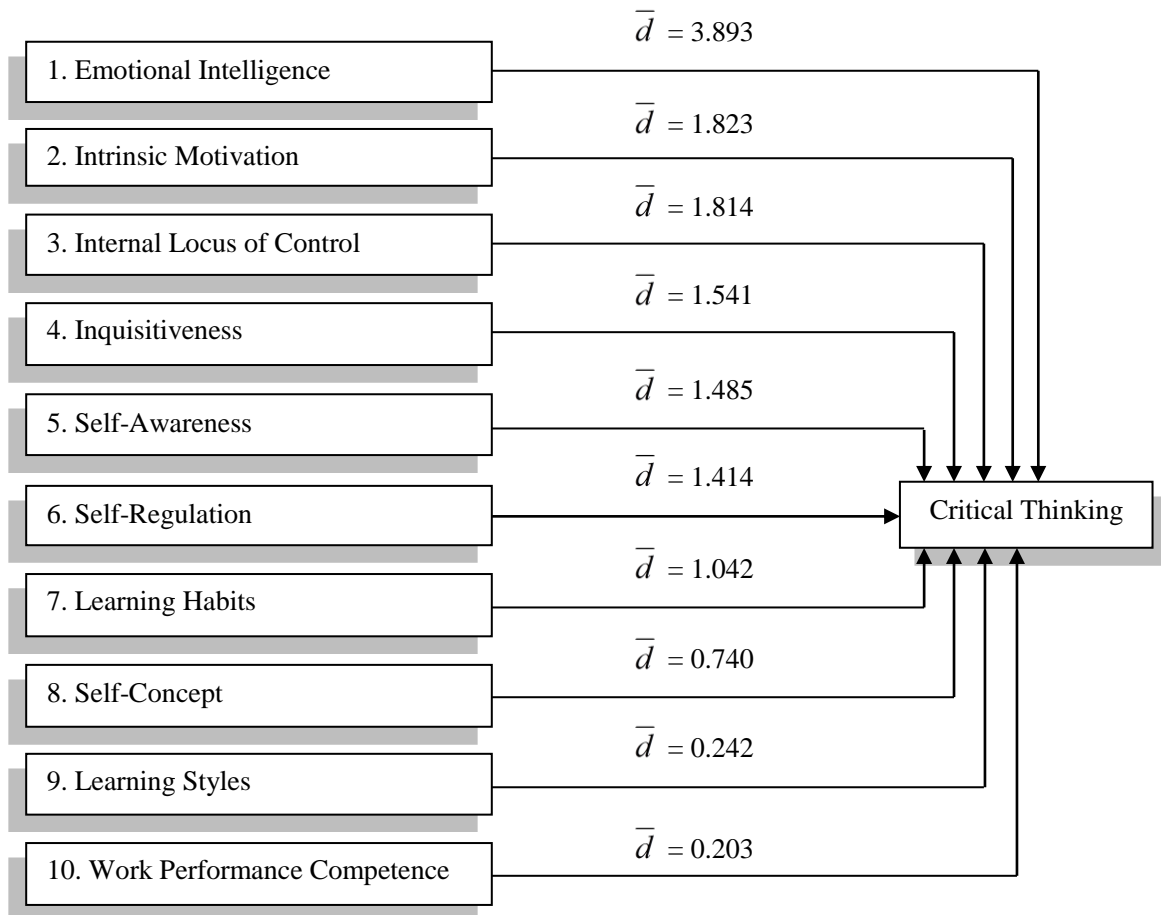 d̅ = 3.893
1. Emotional Intelligence
d̅ = 1.823
2. Intrinsic Motivation
d̅ = 1.814
3. Internal Locus of Control
d̅ = 1.541
4. Inquisitiveness
d̅ = 1.485
5. Self-Awareness
d̅ = 1.414
6. Self-Regulation
Critical Thinking
d̅ = 1.042
7. Learning Habits
d̅ = 0.740
8. Self-Concept
d̅ = 0.242
9. Learning Styles
d̅ = 0.203
10. Work Performance Competence